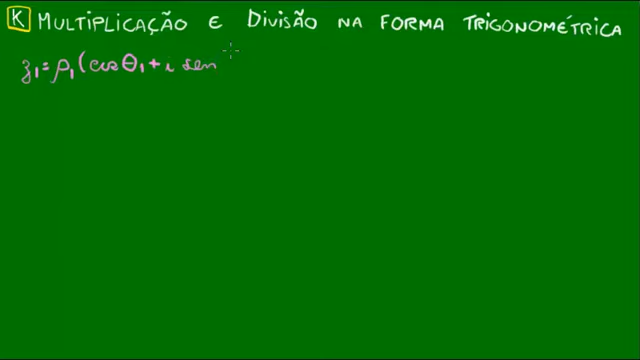 K MULTIPLICAÇÃO E DIVISÃO NA FORMA TRIGONOMÉTRICA
z₁ = ρ₁ (cos θ₁ + i sen